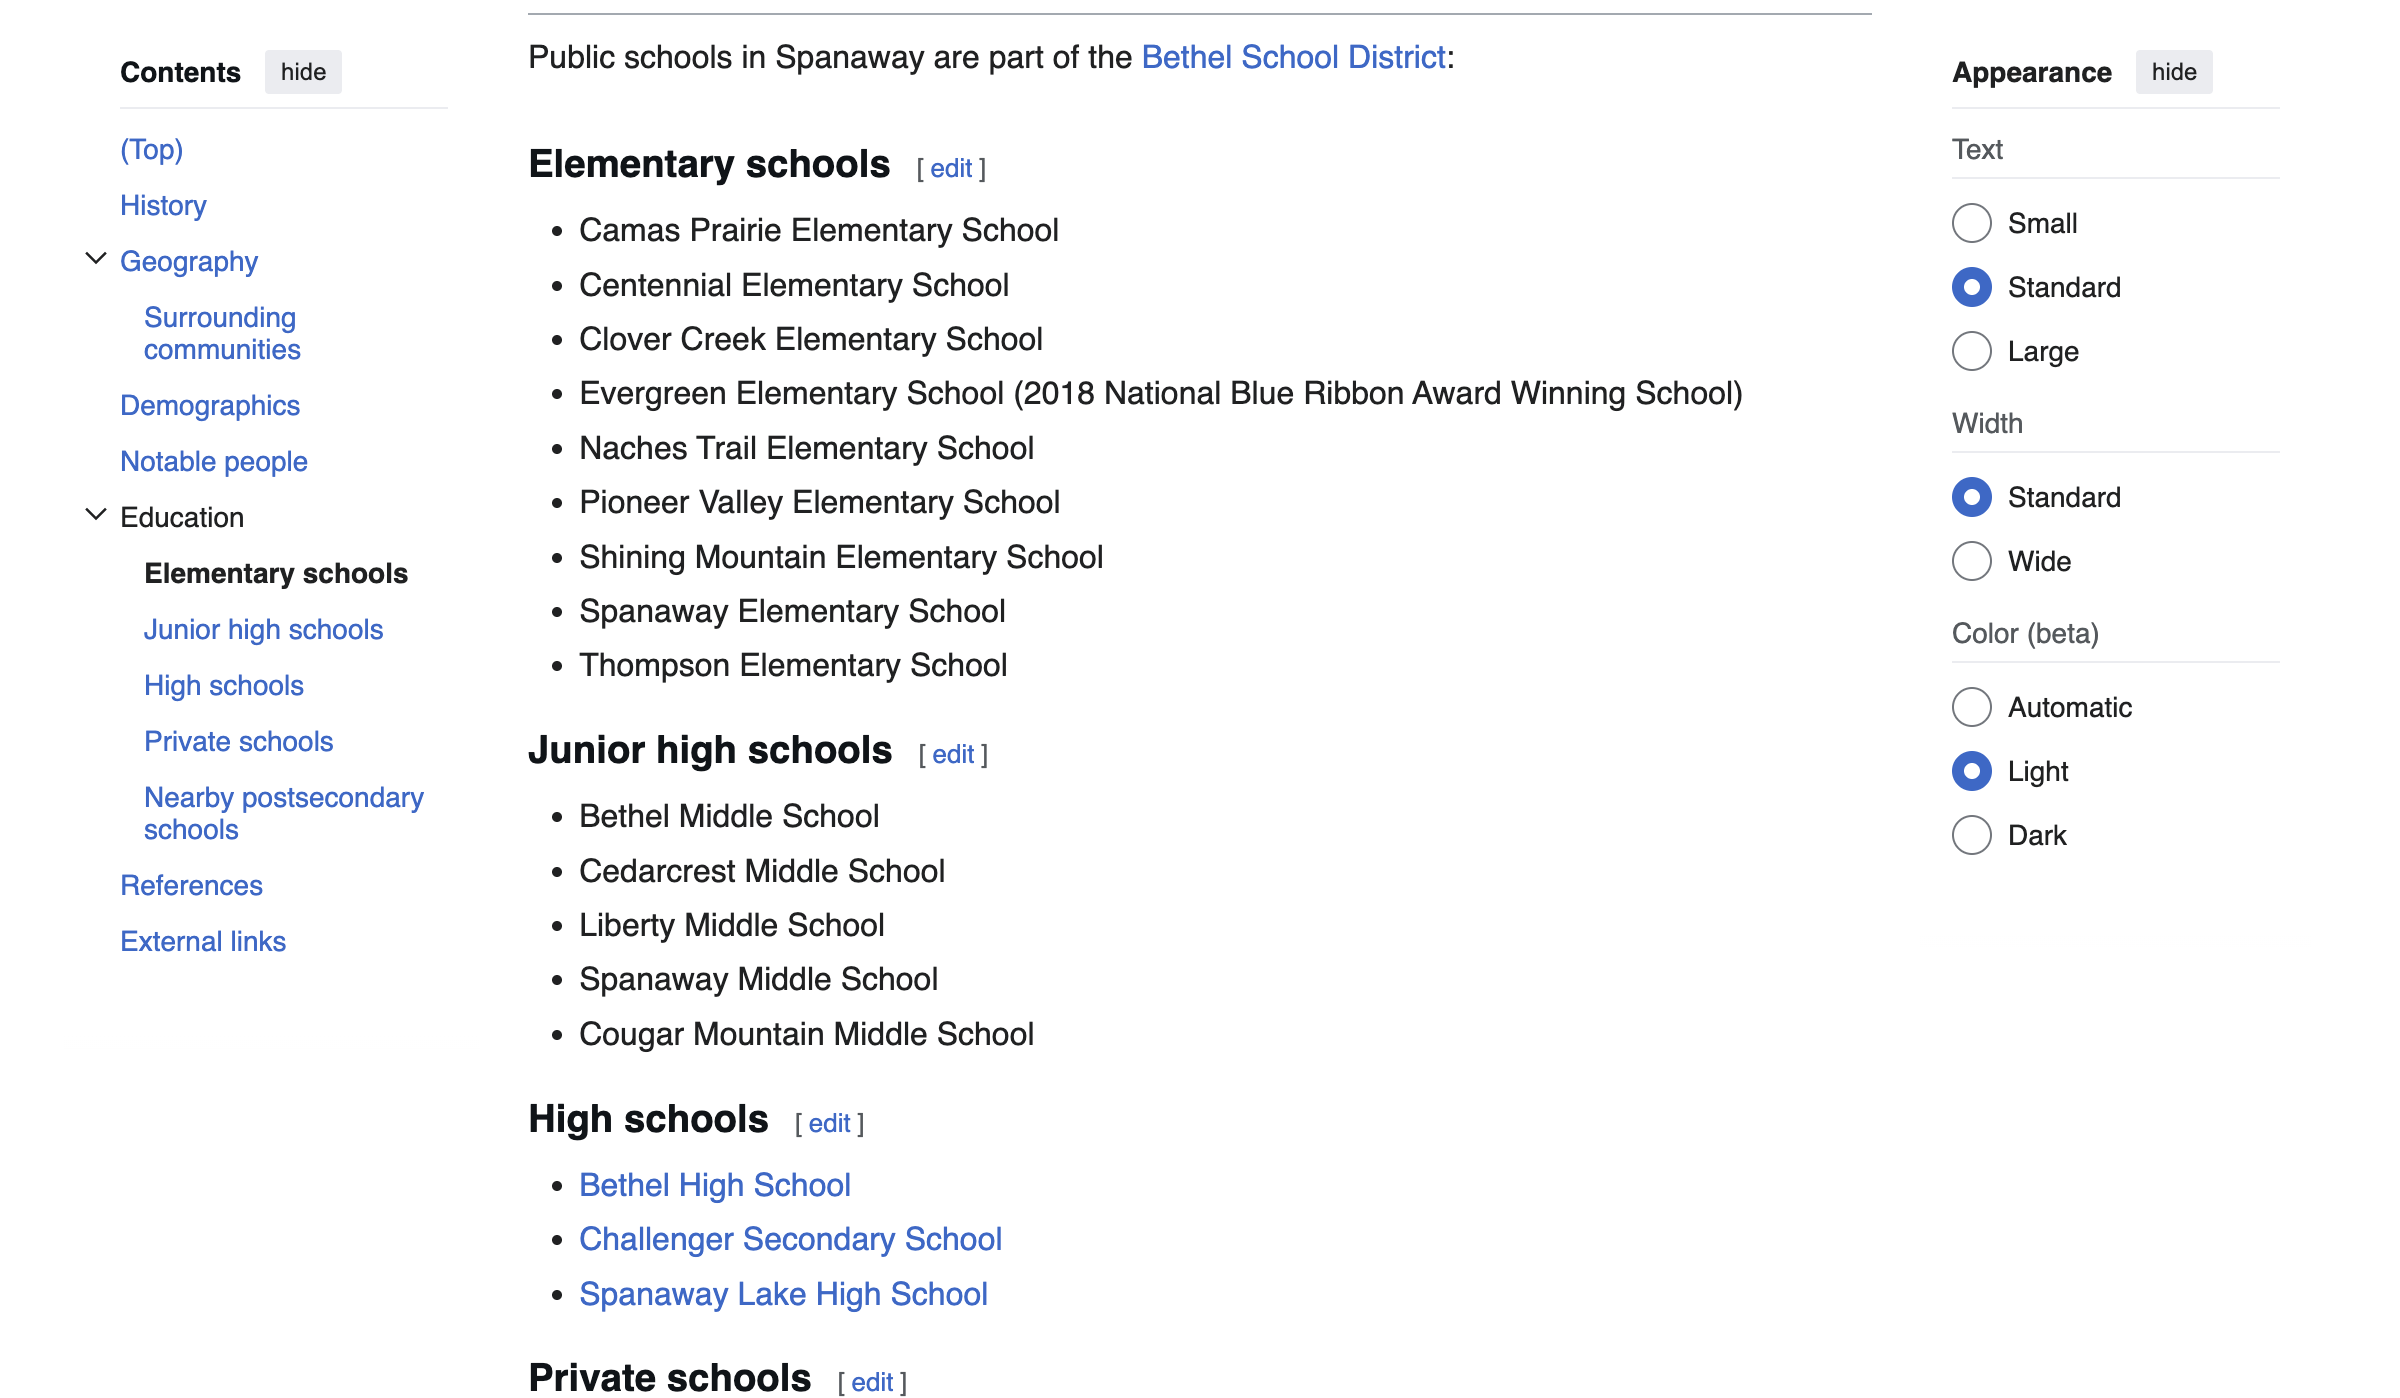 Contents hide
(Top)
History
Geography
Surrounding
communities
Demographics
Notable people
Education
Elementary schools
Junior high schools
High schools
Private schools
Nearby postsecondary
schools
References
External links
Public schools in Spanaway are part of the Bethel School District:
Elementary schools [ edit ]
• Camas Prairie Elementary School
• Centennial Elementary School
• Clover Creek Elementary School
• Evergreen Elementary School (2018 National Blue Ribbon Award Winning School)
• Naches Trail Elementary School
• Pioneer Valley Elementary School
• Shining Mountain Elementary School
• Spanaway Elementary School
• Thompson Elementary School
Junior high schools [ edit ]
• Bethel Middle School
• Cedarcrest Middle School
• Liberty Middle School
• Spanaway Middle School
• Cougar Mountain Middle School
High schools [ edit ]
• Bethel High School
• Challenger Secondary School
• Spanaway Lake High School
Private schools [ edit ]
Appearance hide
Text
Small
Standard
Large
Width
Standard
Wide
Color (beta)
Automatic
Light
Dark